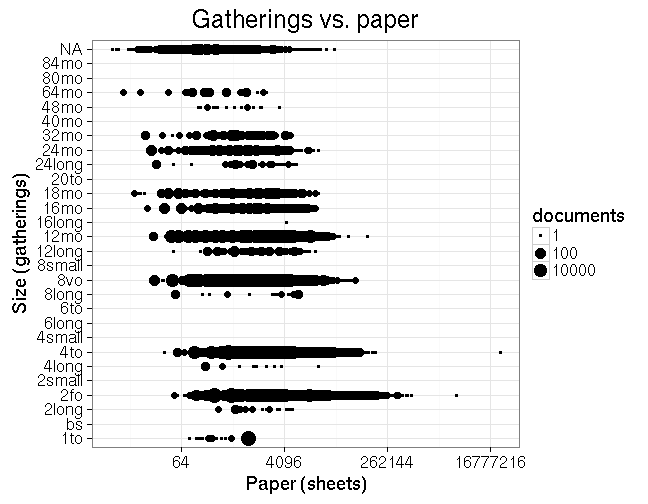 Gatherings vs. paper
NA
84mo
80mo
64mo
48mo
40mo
32mo
24mo
24long
20to
18mo
16mo
16long
12mo
12long
8small
8vo
8long
6to
6long
4small
4to
4long
2small
2fo
2long
bs
1to
Size (gatherings)
64
4096
262144
16777216
Paper (sheets)
documents
1
100
10000